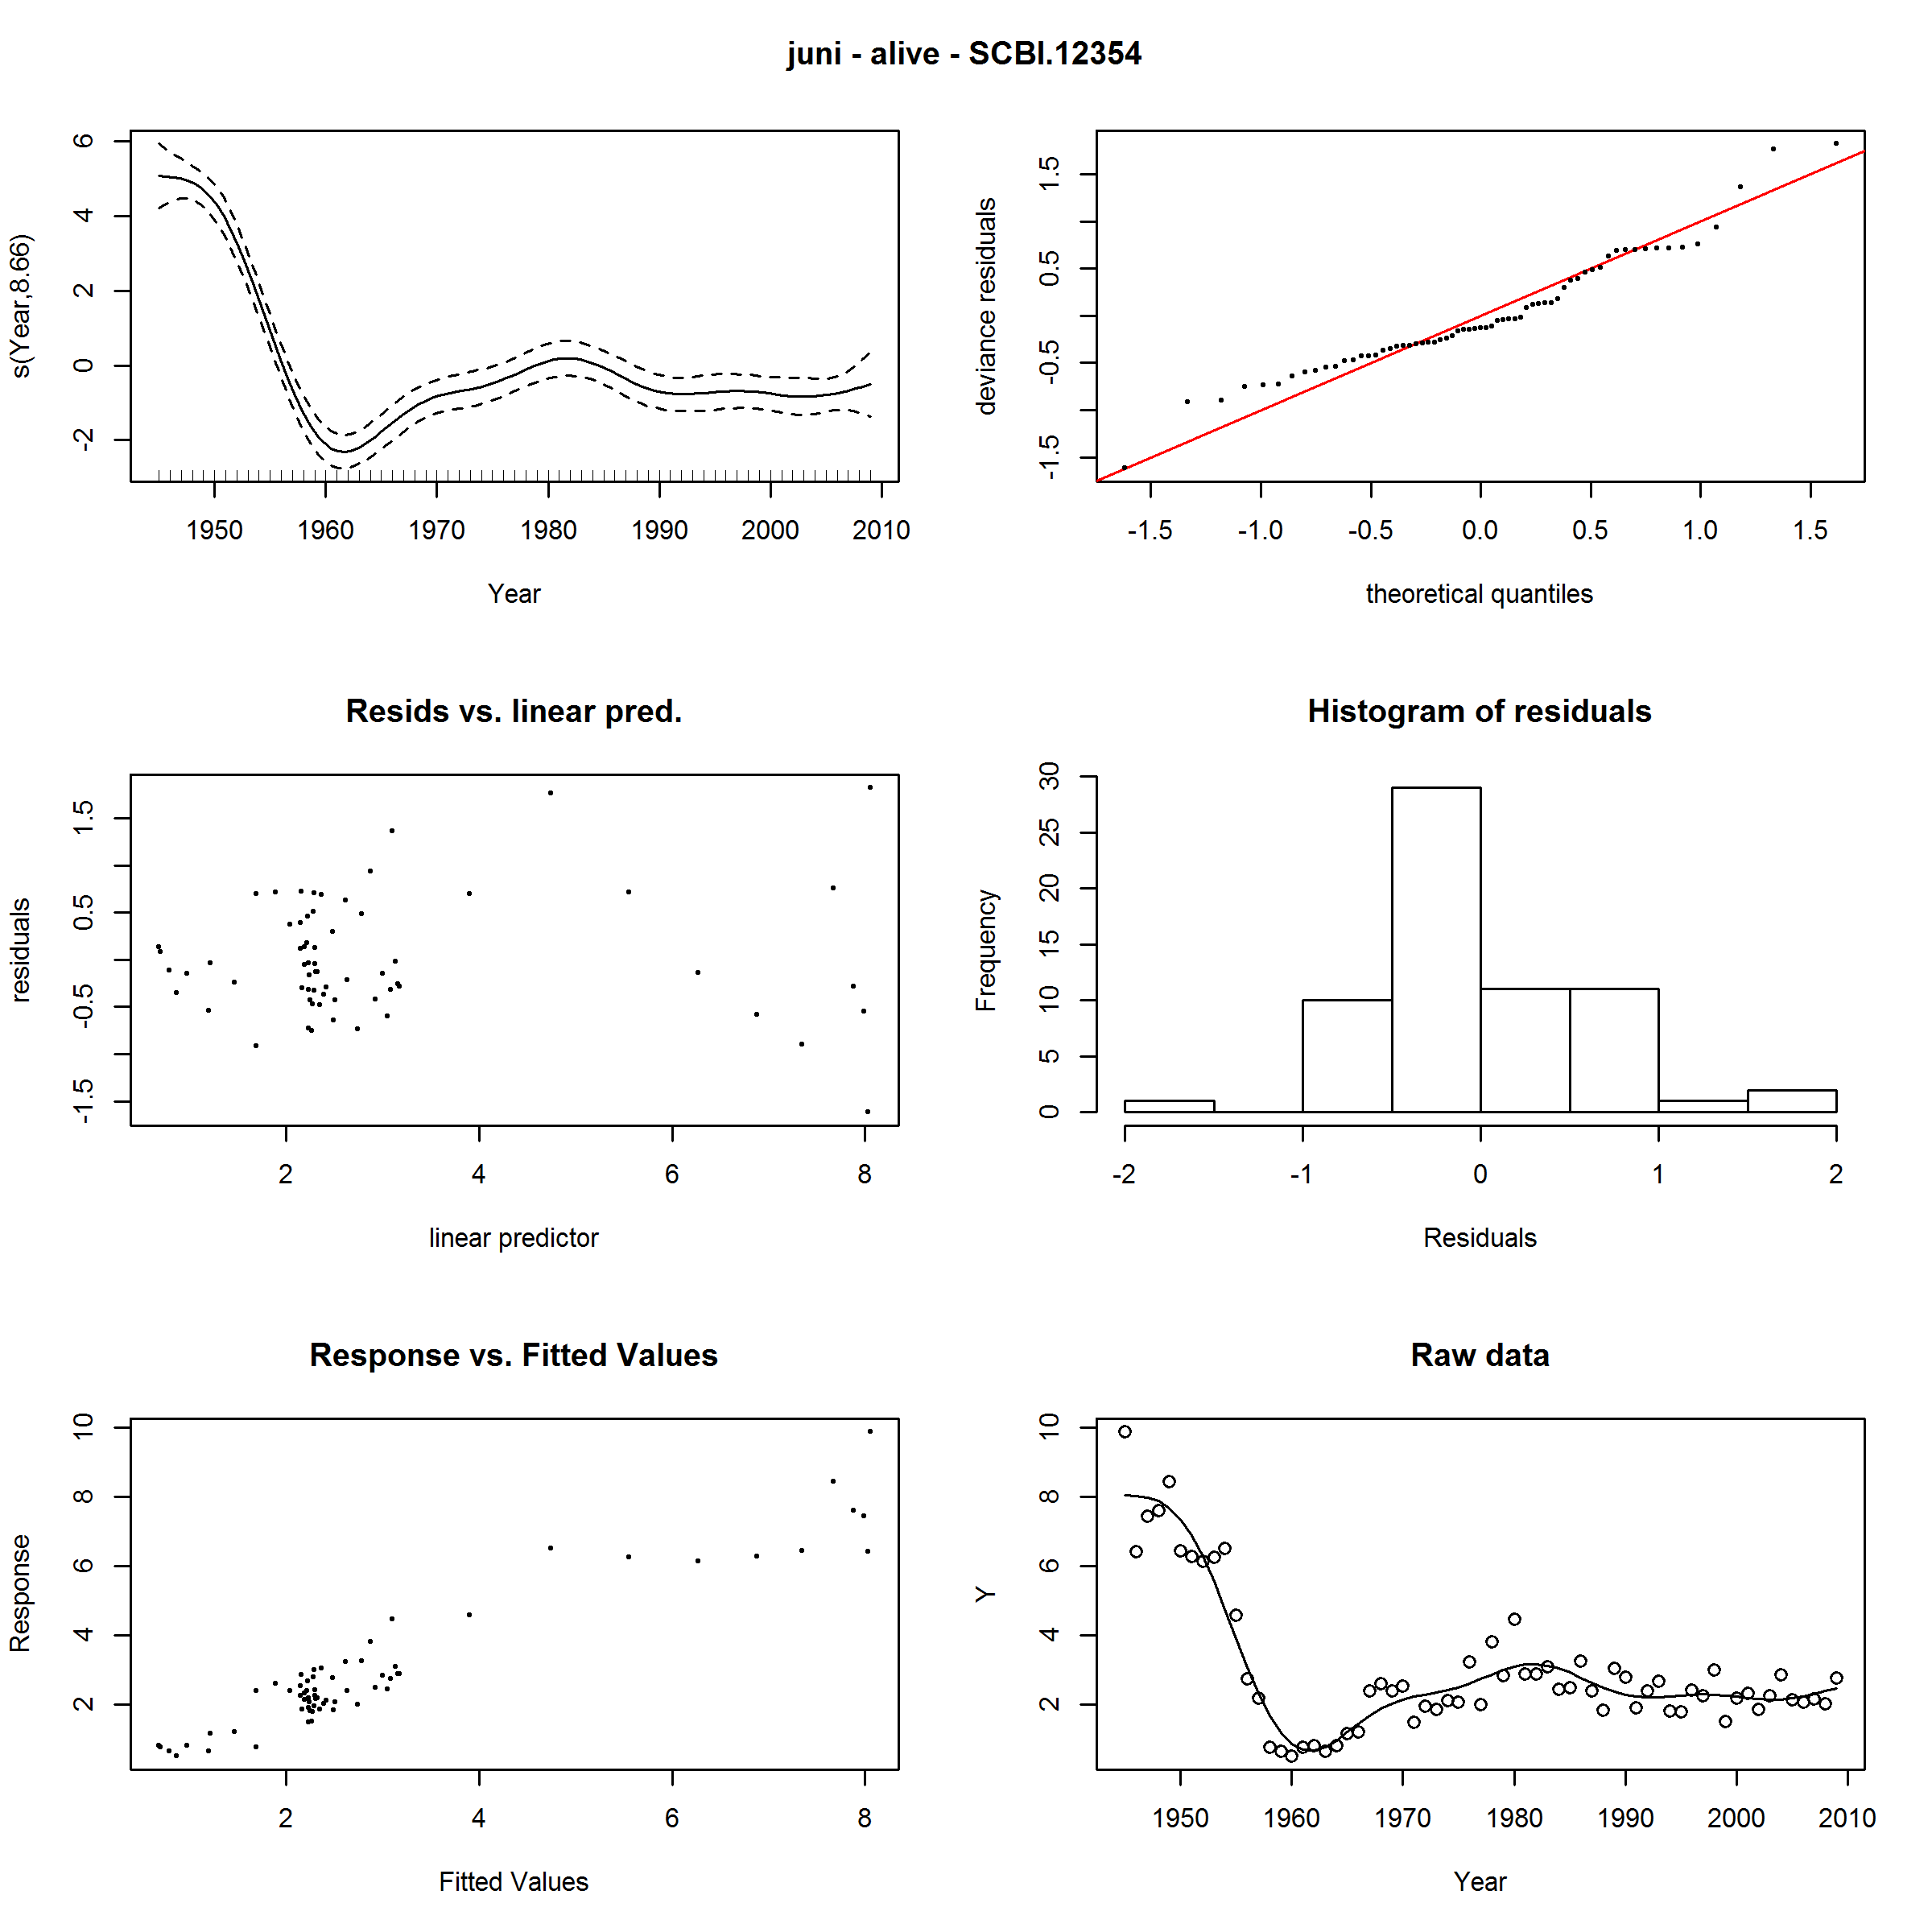 juni - alive - SCBI.12354
s(Year,8.66)
6
4
2
0
-2
1950 1960 1970 1980 1990 2000 2010
Year
deviance residuals
1.5
0.5
-0.5
-1.5
-1.5 -1.0 -0.5 0.0 0.5 1.0 1.5
theoretical quantiles
Resids vs. linear pred.
residuals
1.5
0.5
-0.5
-1.5
2 4 6 8
linear predictor
Histogram of residuals
Frequency
30
25
20
15
10
5
0
-2 -1 0 1 2
Residuals
Response vs. Fitted Values
Response
10
8
6
4
2
2 4 6 8
Fitted Values
Raw data
Y
10
8
6
4
2
1950 1960 1970 1980 1990 2000 2010
Year